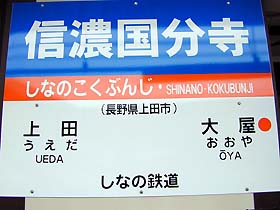 信濃国分寺
しなのこくぶんじ・SHINANO-KOKUBUNJI
(長野県上田市)
上田 大屋
うえだ おおや
UEDA ŌYA
しなの鉄道